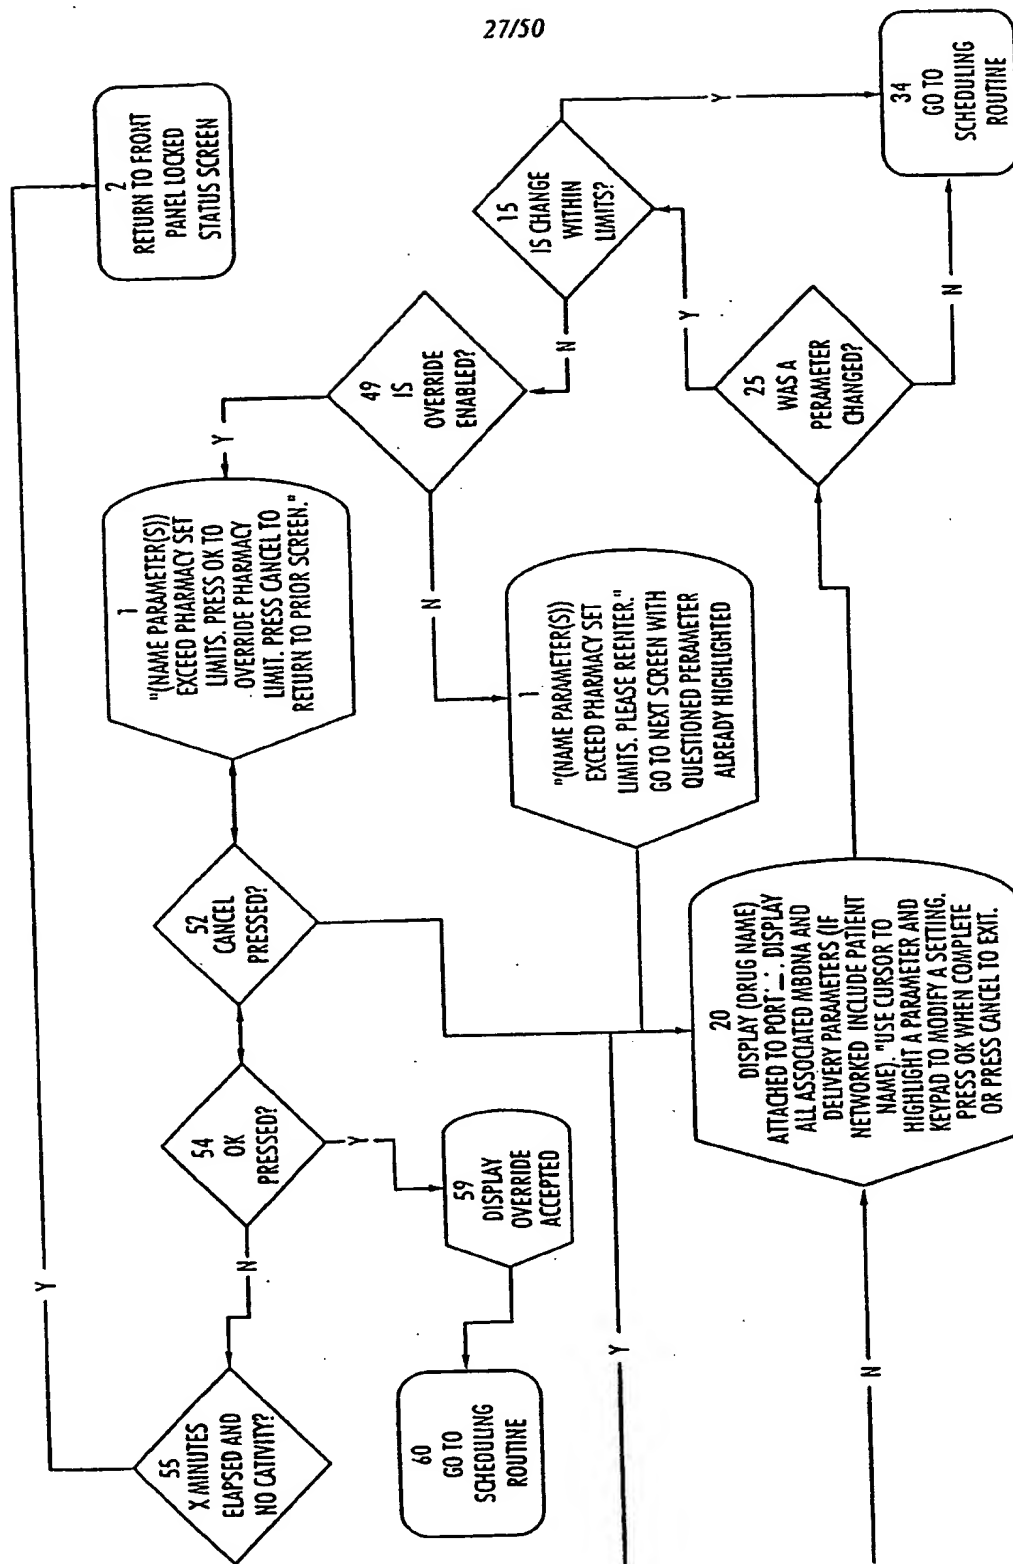 27/50
2
RETURN TO FRONT
PANEL LOCKED
STATUS SCREEN
Y
55
X MINUTES
ELAPSED AND
NO CATIVITY?
N
54
OK
PRESSED?
Y
59
DISPLAY
OVERRIDE
ACCEPTED
60
GO TO
SCHEDULING
ROUTINE
52
CANCEL
PRESSED?
1
"(NAME PARAMETER(S))
EXCEED PHARMACY SET
LIMITS. PRESS OK TO
OVERRIDE PHARMACY
LIMIT. PRESS CANCEL TO
RETURN TO PRIOR SCREEN."
Y
49
IS
OVERRIDE
ENABLED?
N
1
"(NAME PARAMETER(S))
EXCEED PHARMACY SET
LIMITS. PLEASE REENTER."
GO TO NEXT SCREEN WITH
QUESTIONED PERAMETER
ALREADY HIGHLIGHTED
N
15
IS CHANGE
WITHIN
LIMITS?
Y
34
GO TO
SCHEDULING
ROUTINE
Y
25
WAS A
PERAMETER
CHANGED?
N
20
DISPLAY (DRUG NAME)
ATTACHED TO PORT'_'. DISPLAY
ALL ASSOCIATED MBDNA AND
DELIVERY PARAMETERS (IF
NETWORKED INCLUDE PATIENT
NAME). "USE CURSOR TO
HIGHLIGHT A PARAMETER AND
KEYPAD TO MODIFY A SETTING.
PRESS OK WHEN COMPLETE
OR PRESS CANCEL TO EXIT.
Y
N